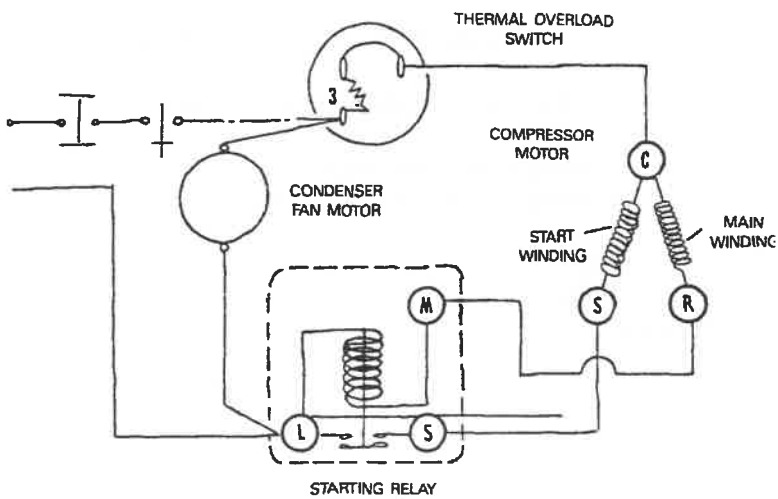 THERMAL OVERLOAD
SWITCH
3
COMPRESSOR
MOTOR
C
CONDENSER
FAN MOTOR
START
WINDING
MAIN
WINDING
M
S
R
L
S
STARTING RELAY